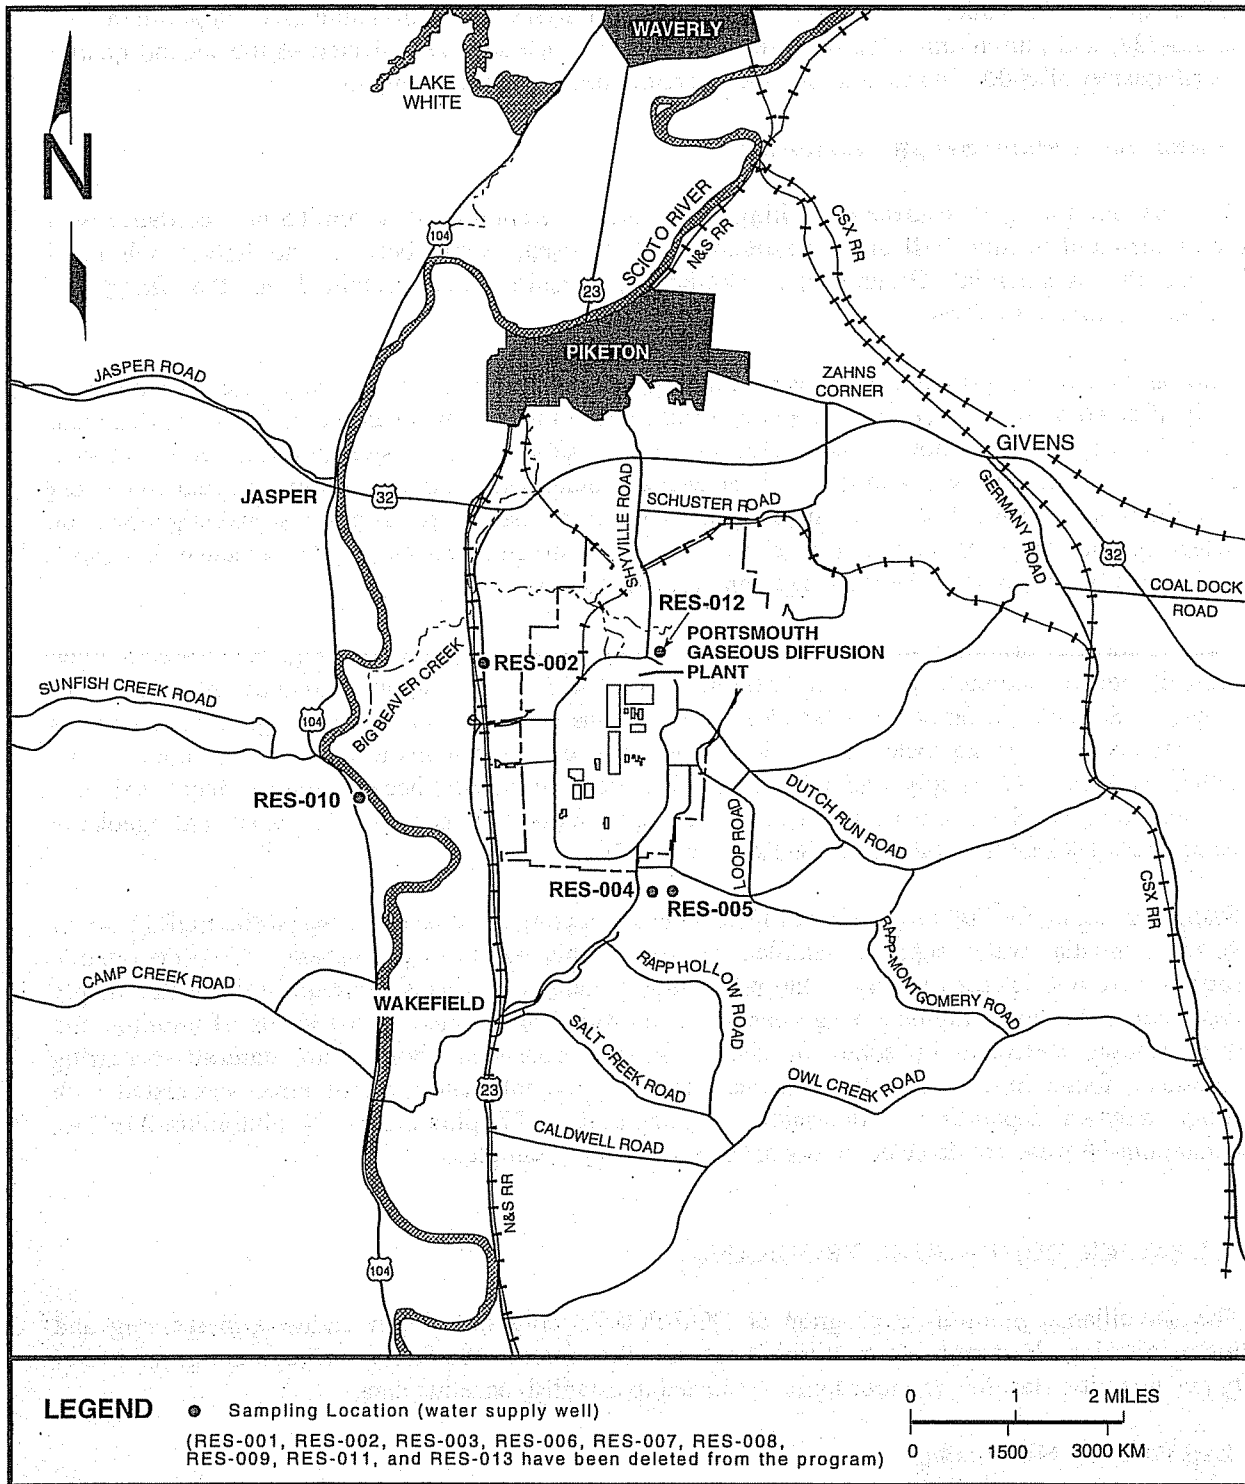 WAVERLY
LAKE
WHITE
N
104
SCIOTO RIVER
N&S RR
CSX RR
23
PIKETON
JASPER ROAD
ZAHNS
CORNER
GIVENS
JASPER
32
SHYVILLE ROAD
SCHUSTER ROAD
GERMANY ROAD
32
COAL DOCK
ROAD
RES-012
PORTSMOUTH
GASEOUS DIFFUSION
PLANT
RES-002
BIG BEAVER CREEK
SUNFISH CREEK ROAD
104
RES-010
DUTCH RUN ROAD
LOOP ROAD
RES-004
RES-005
CSX RR
RAPP-MONTGOMERY ROAD
RAPP HOLLOW ROAD
CAMP CREEK ROAD
WAKEFIELD
SALT CREEK ROAD
OWL CREEK ROAD
23
CALDWELL ROAD
N&S RR
104
LEGEND
Sampling Location (water supply well)
(RES-001, RES-002, RES-003, RES-006, RES-007, RES-008,
RES-009, RES-011, and RES-013 have been deleted from the program)
0 1 2 MILES
0 1500 3000 KM